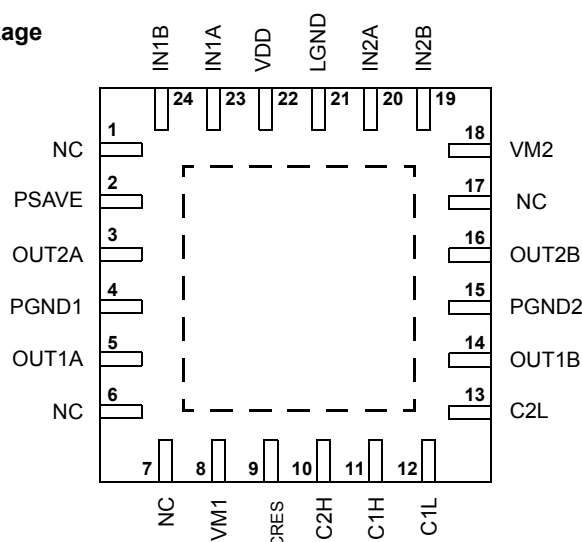 age
IN1B IN1A VDD LGND IN2A IN2B
24 23 22 21 20 19
1 NC
2 PSAVE
3 OUT2A
4 PGND1
5 OUT1A
6 NC
18 VM2
17 NC
16 OUT2B
15 PGND2
14 OUT1B
13 C2L
7 8 9 10 11 12
NC VM1 CRES C2H C1H C1L